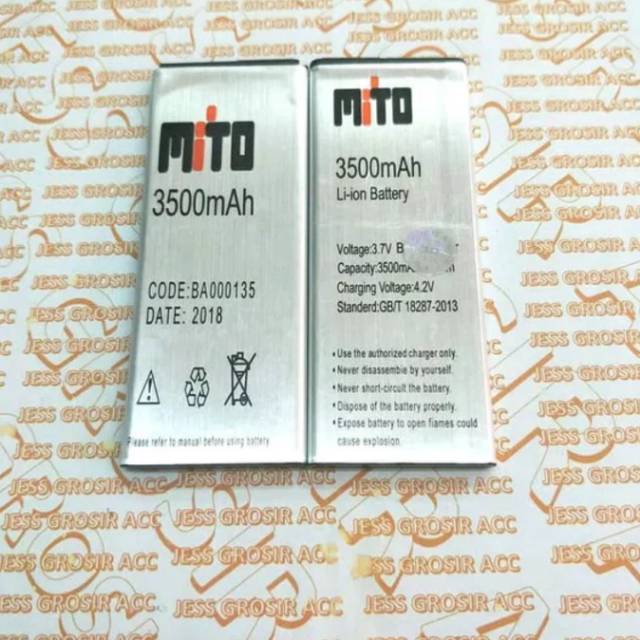 MiTO
3500mAh
CODE:BA000135
DATE: 2018
Please refer to manual before using battery
MiTO
3500mAh
Li-ion Battery
Voltage:3.7V B
Capacity:3500mA
Charging Voltage:4.2V
Standerd:GB/T 18287-2013
• Use the authorized charger only.
• Never disassemble by yourself.
• Never short-circuit the battery.
• Dispose of the battery properly.
• Expose battery to open flames could
cause explosion.
JESS GROSIR ACC